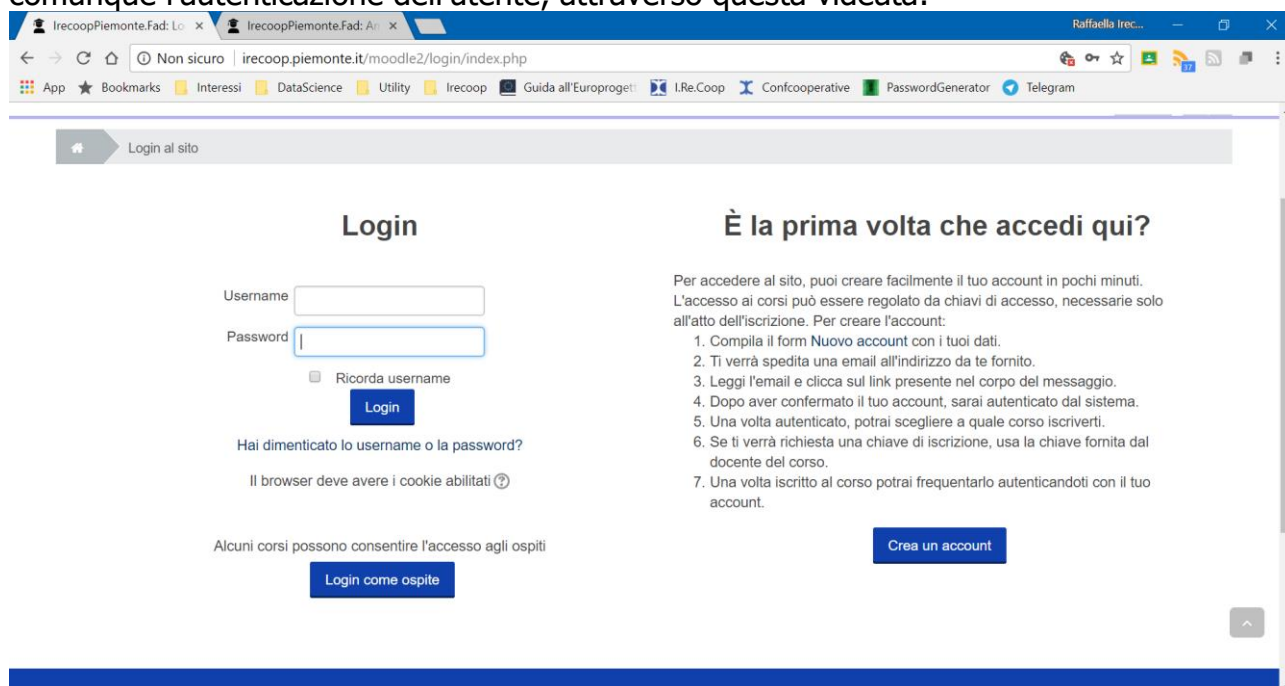 comunque l'autenticazione dell'utente, attraverso questa videata:
IrecoopPiemonte.Fad: Lo
IrecoopPiemonte.Fad: An
Raffaella Irec...
Non sicuro
irecoop.piemonte.it/moodle2/login/index.php
37
App
Bookmarks
Interessi
DataScience
Utility
Irecoop
Guida all'Europroget
I.Re.Coop
Confcooperative
PasswordGenerator
Telegram
Login al sito
Login
Username
Password
Ricorda username
Login
Hai dimenticato lo username o la password?
Il browser deve avere i cookie abilitati
Alcuni corsi possono consentire l'accesso agli ospiti
Login come ospite
È la prima volta che accedi qui?
Per accedere al sito, puoi creare facilmente il tuo account in pochi minuti.
L'accesso ai corsi può essere regolato da chiavi di accesso, necessarie solo
all'atto dell'iscrizione. Per creare l'account:
1. Compila il form Nuovo account con i tuoi dati.
2. Ti verrà spedita una email all'indirizzo da te fornito.
3. Leggi l'email e clicca sul link presente nel corpo del messaggio.
4. Dopo aver confermato il tuo account, sarai autenticato dal sistema.
5. Una volta autenticato, potrai scegliere a quale corso iscriverti.
6. Se ti verrà richiesta una chiave di iscrizione, usa la chiave fornita dal
docente del corso.
7. Una volta iscritto al corso potrai frequentarlo autenticandoti con il tuo
account.
Crea un account